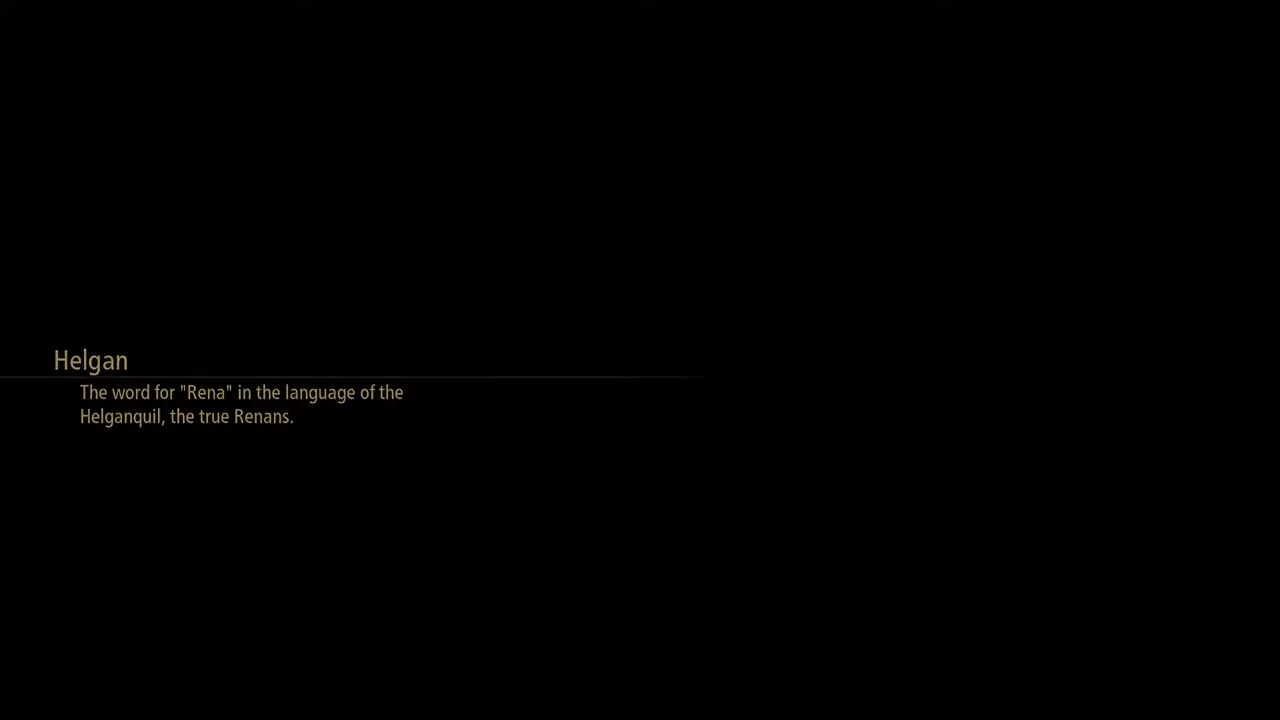 Helgan
The word for "Rena" in the language of the
Helganquil, the true Renans.